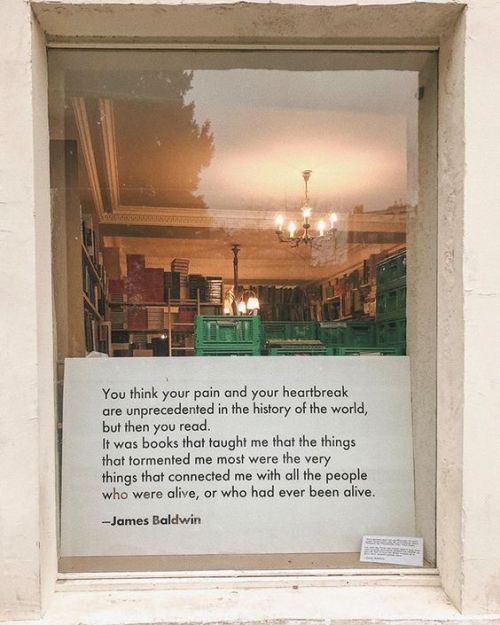 You think your pain and your heartbreak
are unprecedented in the history of the world,
but then you read.
It was books that taught me that the things
that tormented me most were the very
things that connected me with all the people
who were alive, or who had ever been alive.
—James Baldwin